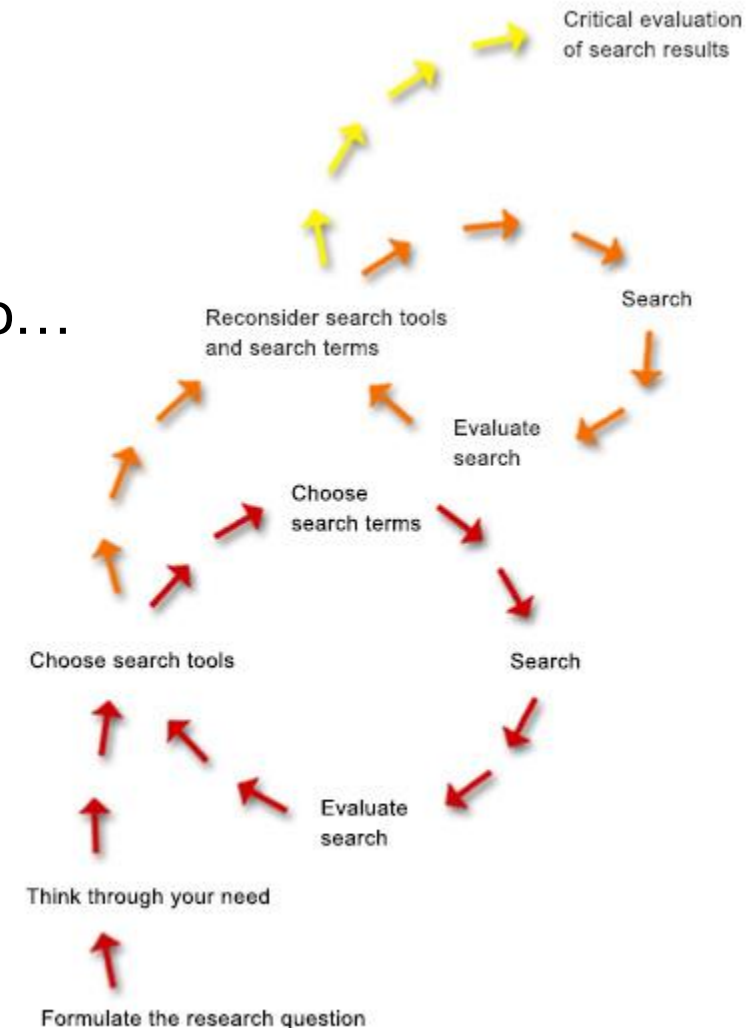 Critical evaluation
of search results
Search
Reconsider search tools
and search terms
Evaluate
search
Choose
search terms
Choose search tools
Search
Evaluate
search
Think through your need
Formulate the research question